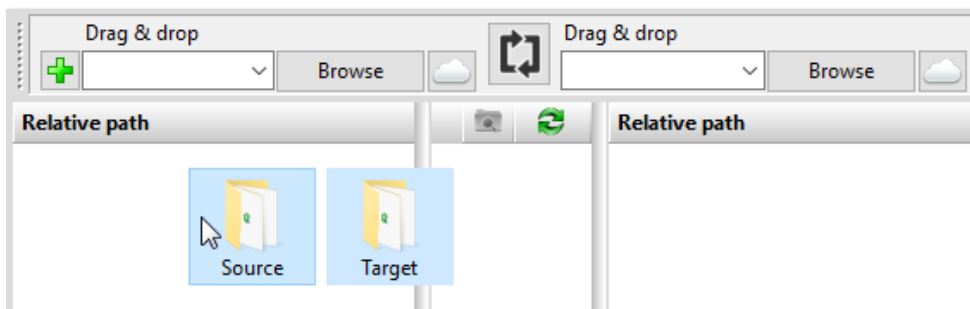 Drag & drop
Drag & drop
Browse
Browse
Relative path
Relative path
Source
Target